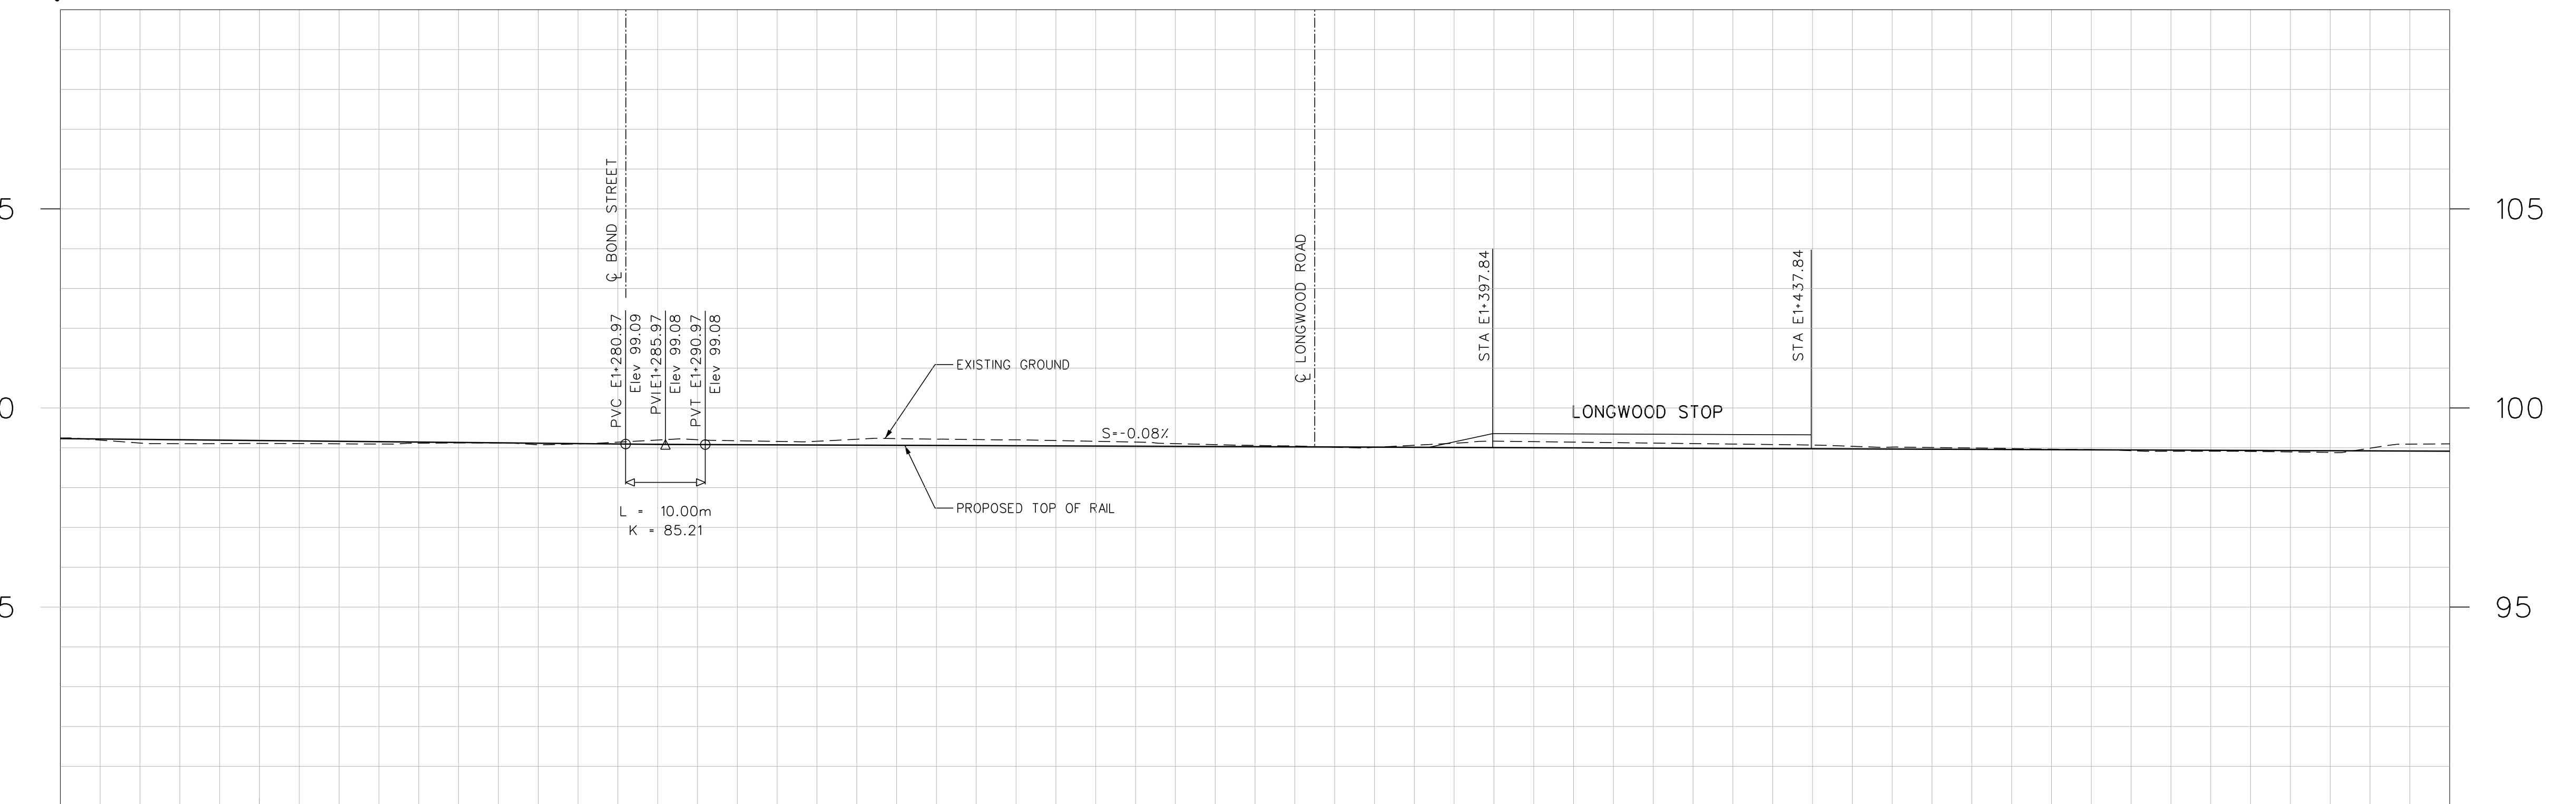 ℄ BOND STREET
PVC E1+280.97
Elev 99.09
PVI E1+285.97
Elev 99.08
PVT E1+290.97
Elev 99.08
L = 10.00m
K = 85.21
EXISTING GROUND
PROPOSED TOP OF RAIL
S=-0.08%
℄ LONGWOOD ROAD
STA E1+397.84
LONGWOOD STOP
STA E1+437.84
5
105
0
100
5
95